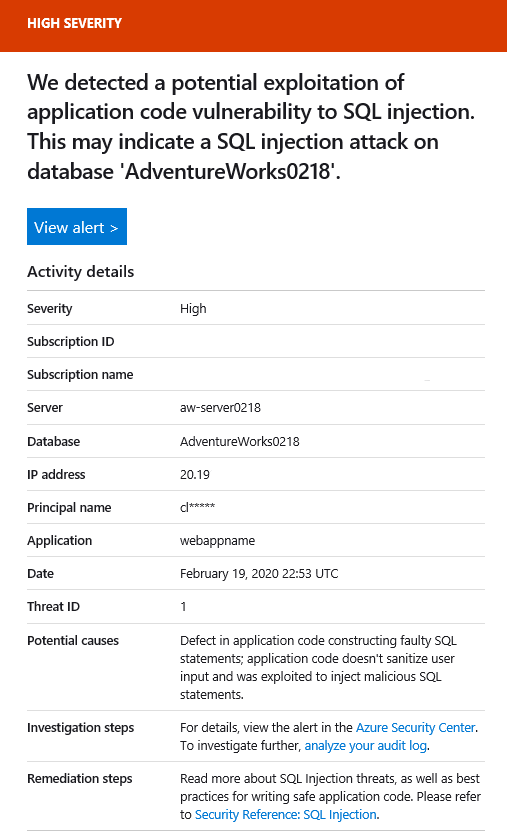 HIGH SEVERITY
We detected a potential exploitation of
application code vulnerability to SQL injection.
This may indicate a SQL injection attack on
database 'AdventureWorks0218'.
View alert >
Activity details
Severity High
Subscription ID
Subscription name
Server aw-server0218
Database AdventureWorks0218
IP address 20.19
Principal name cl*****
Application webappname
Date February 19, 2020 22:53 UTC
Threat ID 1
Potential causes Defect in application code constructing faulty SQL
statements; application code doesn't sanitize user
input and was exploited to inject malicious SQL
statements.
Investigation steps For details, view the alert in the Azure Security Center.
To investigate further, analyze your audit log.
Remediation steps Read more about SQL Injection threats, as well as best
practices for writing safe application code. Please refer
to Security Reference: SQL Injection.